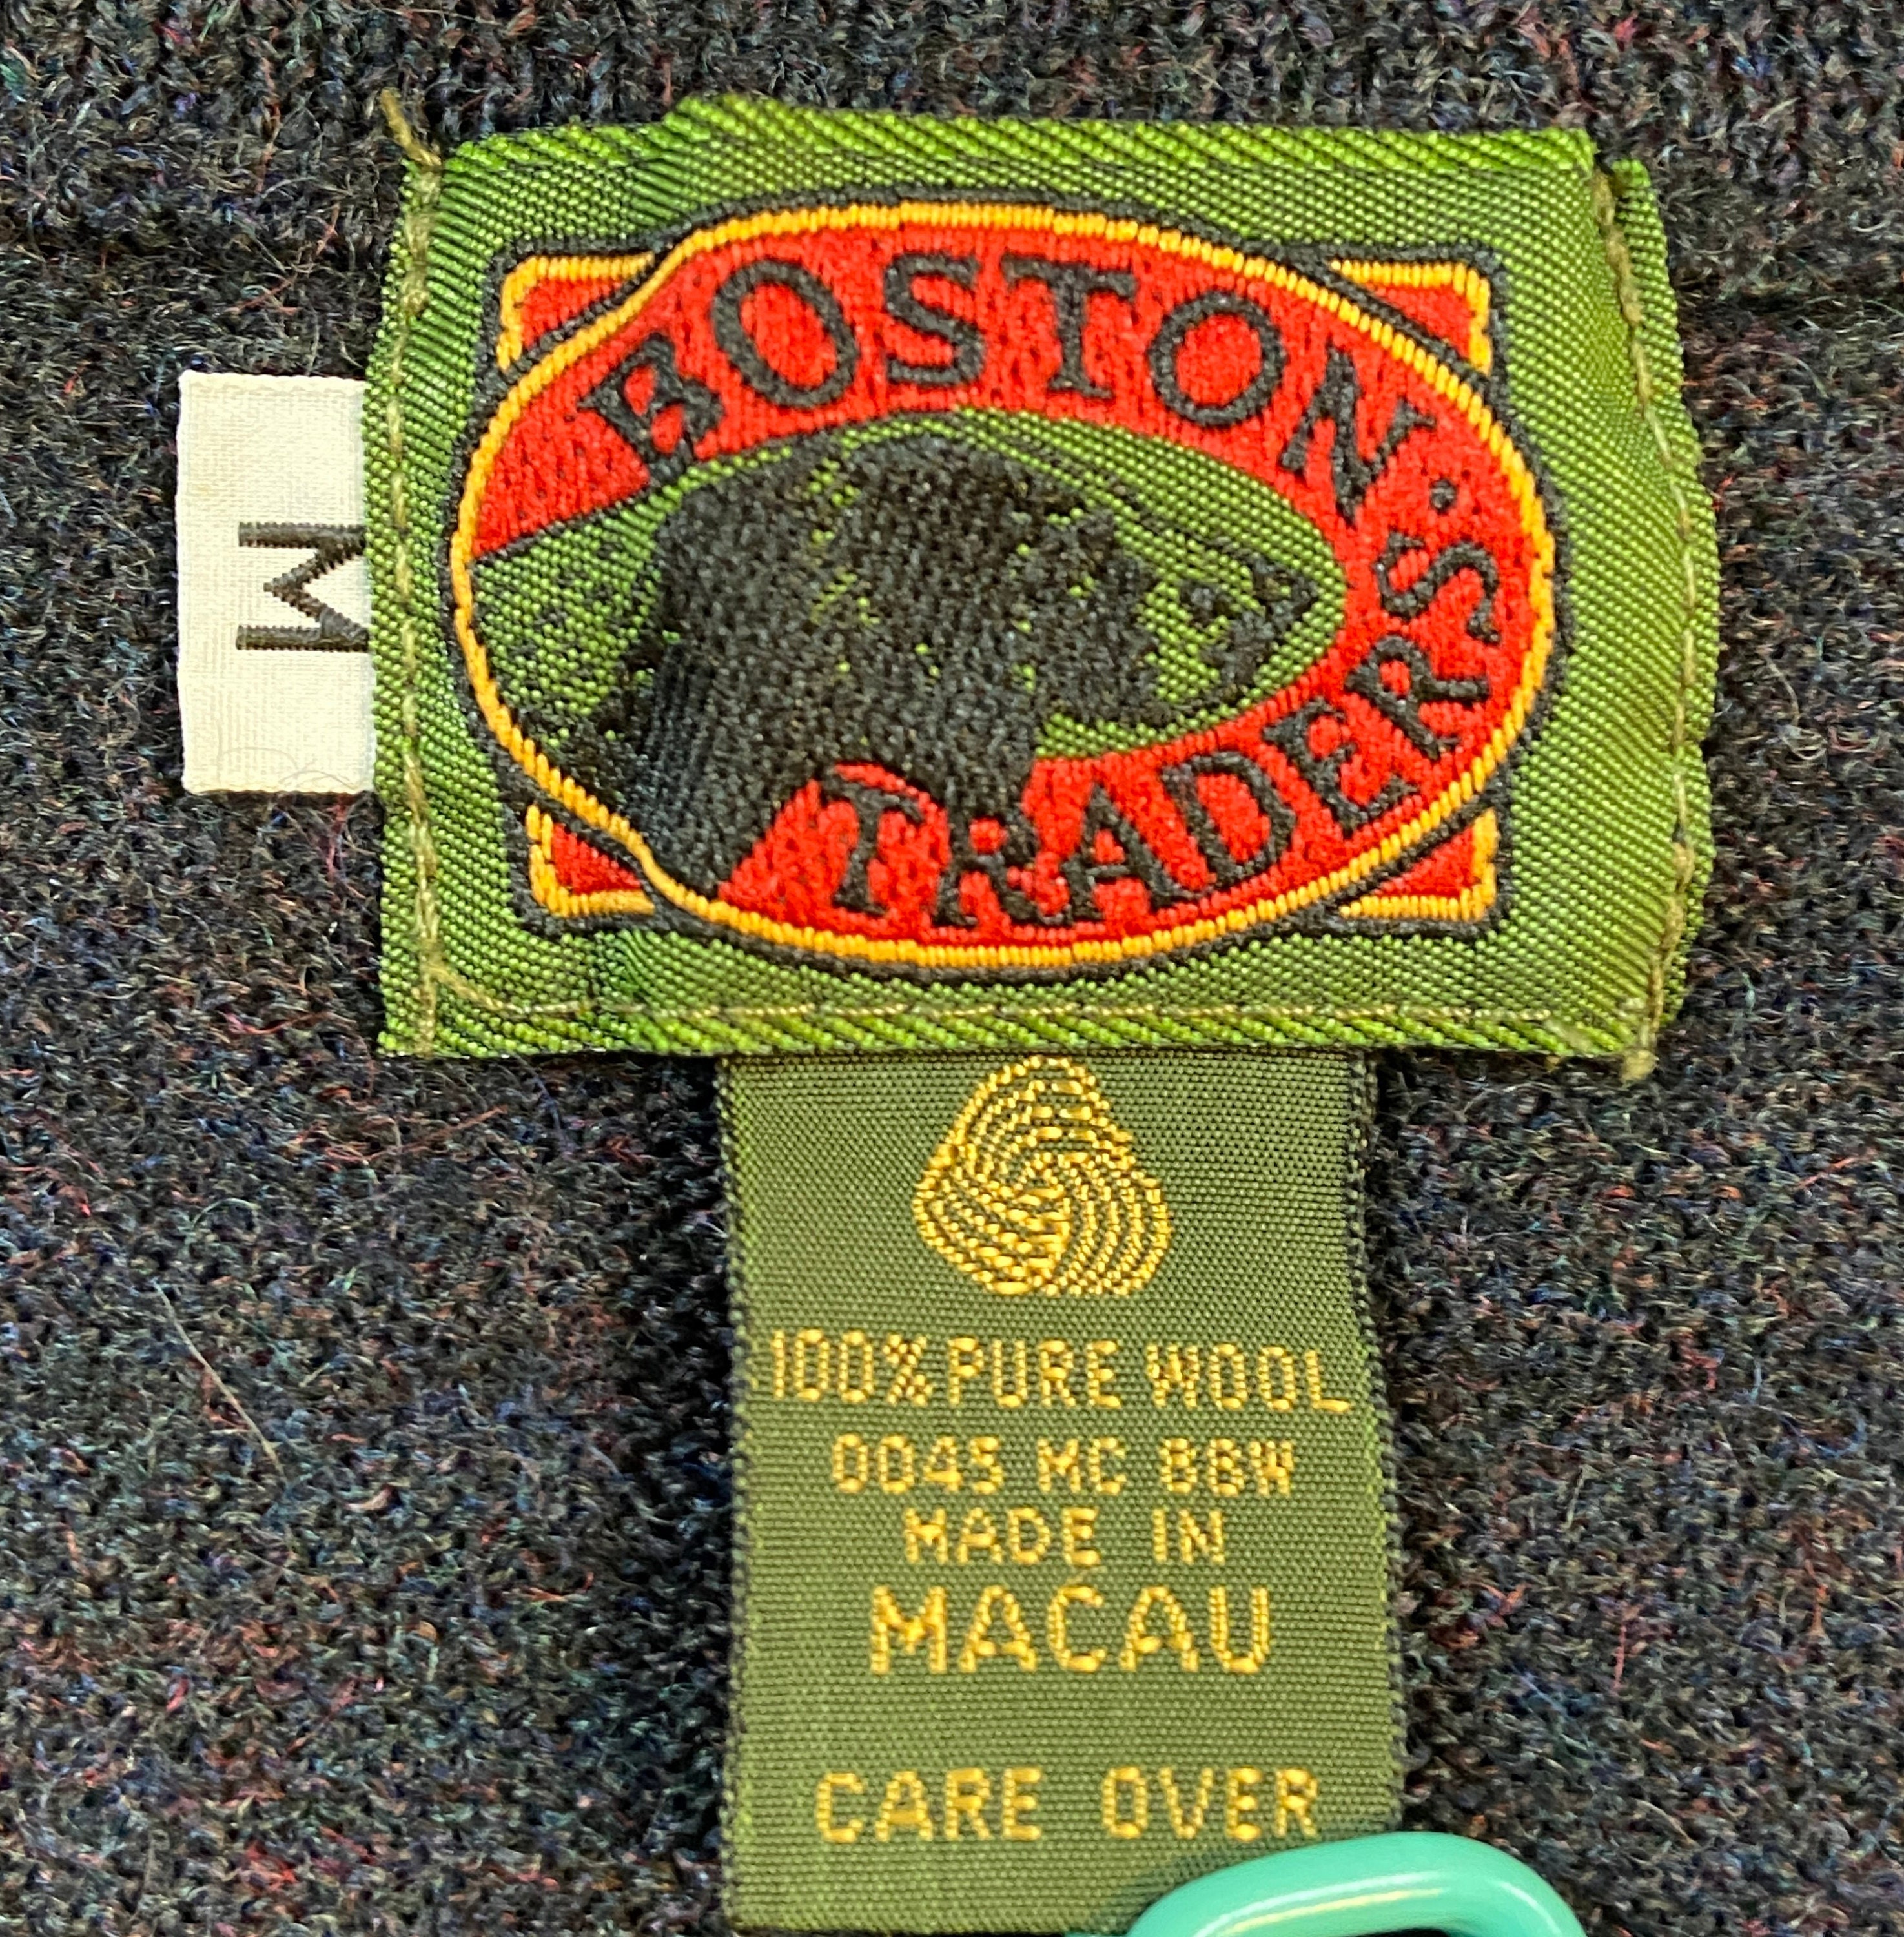 BOSTON·
TRADERS
M
100% PURE WOOL
0045 MC BBW
MADE IN
MACAU
CARE OVER